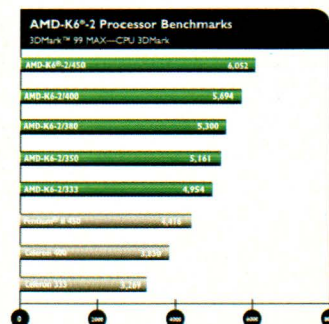 AMD-K6®-2 Processor Benchmarks
3DMark™ 99 MAX—CPU 3DMark
AMD-K6®-2/450 6,052
AMD-K6-2/400 5,694
AMD-K6-2/380 5,300
AMD-K6-2/350 5,161
AMD-K6-2/333 4,954
Pentium® II 450
Celeron 400
Celeron 333
0 2000 4000 6000